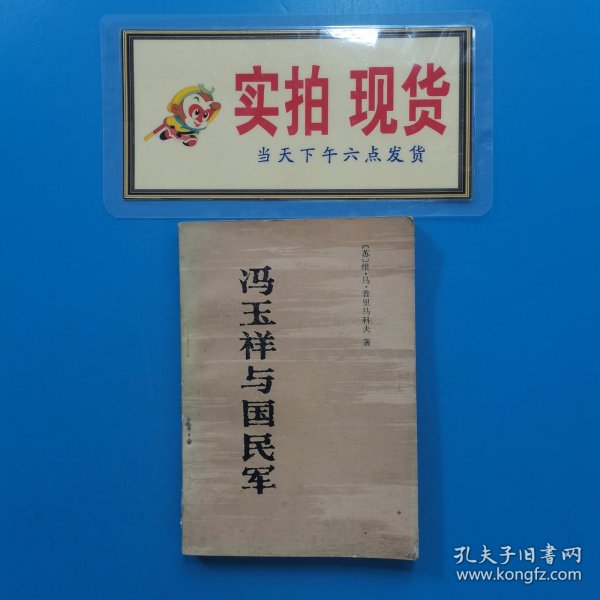 实拍 现货
当天下午六点发货
〔苏〕维·马·普里马科夫 著
冯玉祥与国民军
孔夫子旧书网
www.kongfz.com